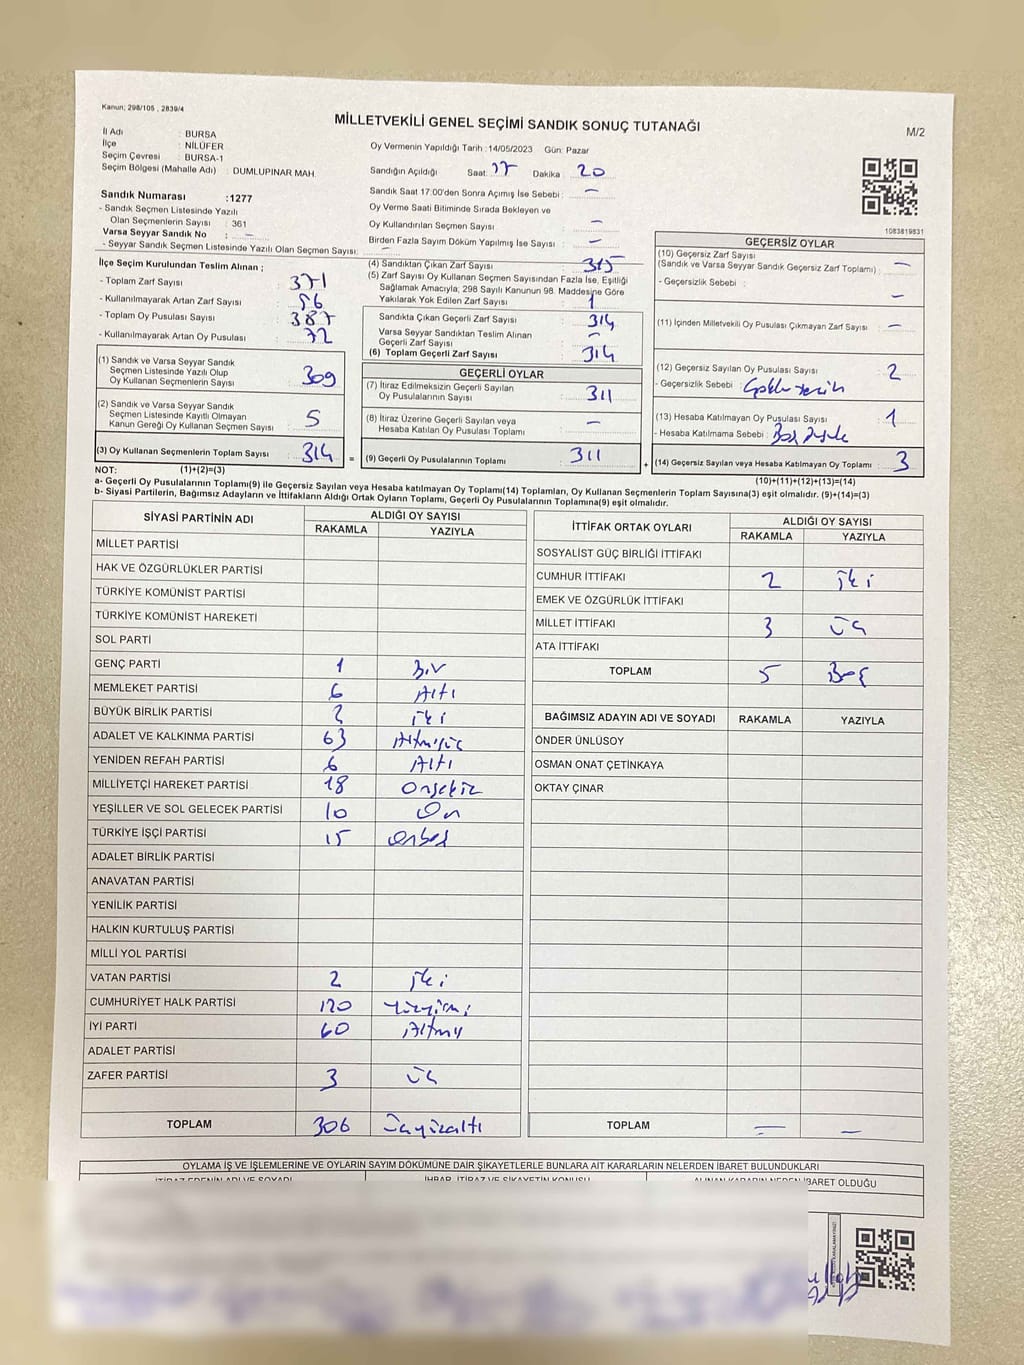 Kanun; 298/105 , 2839/4
MİLLETVEKİLİ GENEL SEÇİMİ SANDIK SONUÇ TUTANAĞI
M/2
İl Adı : BURSA
İlçe : NİLÜFER
Seçim Çevresi : BURSA-1
Seçim Bölgesi (Mahalle Adı) : DUMLUPINAR MAH.
Sandık Numarası :1277
- Sandık Seçmen Listesinde Yazılı
Olan Seçmenlerin Sayısı : 361
Varsa Seyyar Sandık No : –
- Seyyar Sandık Seçmen Listesinde Yazılı Olan Seçmen Sayısı: –
Oy Vermenin Yapıldığı Tarih :14/05/2023 Gün: Pazar
Sandığın Açıldığı Saat: 17 Dakika : 20
Sandık Saat 17:00'den Sonra Açımış İse Sebebi : –
Oy Verme Saati Bitiminde Sırada Bekleyen ve
Oy Kullandırılan Seçmen Sayısı : –
Birden Fazla Sayım Döküm Yapılmış İse Sayısı : –
1083819831
İlçe Seçim Kurulundan Teslim Alınan ;
- Toplam Zarf Sayısı : 371
- Kullanılmayarak Artan Zarf Sayısı : 56
- Toplam Oy Pusulası Sayısı : 387
- Kullanılmayarak Artan Oy Pusulası : 72
(4) Sandıktan Çıkan Zarf Sayısı : 315
(5) Zarf Sayısı Oy Kullanan Seçmen Sayısından Fazla İse, Eşitliği
Sağlamak Amacıyla, 298 Sayılı Kanunun 98. Maddesine Göre
Yakılarak Yok Edilen Zarf Sayısı : 1
Sandıkta Çıkan Geçerli Zarf Sayısı : 314
Varsa Seyyar Sandıktan Teslim Alınan
Geçerli Zarf Sayısı : –
(6) Toplam Geçerli Zarf Sayısı : 314
GEÇERSİZ OYLAR
(10) Geçersiz Zarf Sayısı
(Sandık ve Varsa Seyyar Sandık Geçersiz Zarf Toplamı) : –
- Geçersizlik Sebebi : –
(11) İçinden Milletvekili Oy Pusulası Çıkmayan Zarf Sayısı : –
(12) Geçersiz Sayılan Oy Pusulası Sayısı : 2
- Geçersizlik Sebebi :
(13) Hesaba Katılmayan Oy Pusulası Sayısı : 1
- Hesaba Katılmama Sebebi :
(14) Geçersiz Sayılan veya Hesaba Katılmayan Oy Toplamı : 3
(10)+(11)+(12)+(13)=(14)
(1) Sandık ve Varsa Seyyar Sandık
Seçmen Listesinde Yazılı Olup
Oy Kullanan Seçmenlerin Sayısı : 309
(2) Sandık ve Varsa Seyyar Sandık
Seçmen Listesinde Kayıtlı Olmayan
Kanun Gereği Oy Kullanan Seçmen Sayısı : 5
(3) Oy Kullanan Seçmenlerin Toplam Sayısı : 314
GEÇERLİ OYLAR
(7) İtiraz Edilmeksizin Geçerli Sayılan
Oy Pusulalarının Sayısı : 311
(8) İtiraz Üzerine Geçerli Sayılan veya
Hesaba Katılan Oy Pusulası Toplamı : –
= (9) Geçerli Oy Pusulalarının Toplamı : 311 +
NOT: (1)+(2)=(3)
a- Geçerli Oy Pusulalarının Toplamı(9) ile Geçersiz Sayılan veya Hesaba Katılmayan Oy Toplamı(14) Toplamları, Oy Kullanan Seçmenlerin Toplam Sayısına(3) eşit olmalıdır. (9)+(14)=(3)
b- Siyasi Partilerin, Bağımsız Adayların ve İttifakların Aldığı Ortak Oyların Toplamı, Geçerli Oy Pusulalarının Toplamına(9) eşit olmalıdır.
SİYASİ PARTİNİN ADI ALDIĞI OY SAYISI
RAKAMLA YAZIYLA
MİLLET PARTİSİ
HAK VE ÖZGÜRLÜKLER PARTİSİ
TÜRKİYE KOMÜNİST PARTİSİ
TÜRKİYE KOMÜNİST HAREKETİ
SOL PARTİ
GENÇ PARTİ 1 Bir
MEMLEKET PARTİSİ 6 Altı
BÜYÜK BİRLİK PARTİSİ 2 iki
ADALET VE KALKINMA PARTİSİ 63 Altmışüç
YENİDEN REFAH PARTİSİ 6 Altı
MİLLİYETÇİ HAREKET PARTİSİ 18 Onsekiz
YEŞİLLER VE SOL GELECEK PARTİSİ 10 On
TÜRKİYE İŞÇİ PARTİSİ 15 Onbeş
ADALET BİRLİK PARTİSİ
ANAVATAN PARTİSİ
YENİLİK PARTİSİ
HALKIN KURTULUŞ PARTİSİ
MİLLİ YOL PARTİSİ
VATAN PARTİSİ 2 iki
CUMHURİYET HALK PARTİSİ 120 Yüzyirmi
İYİ PARTİ 60 Altmış
ADALET PARTİSİ
ZAFER PARTİSİ 3 üç
TOPLAM 306 Üçyüzaltı
İTTİFAK ORTAK OYLARI ALDIĞI OY SAYISI
RAKAMLA YAZIYLA
SOSYALİST GÜÇ BİRLİĞİ İTTİFAKI
CUMHUR İTTİFAKI 2 iki
EMEK VE ÖZGÜRLÜK İTTİFAKI
MİLLET İTTİFAKI 3 üç
ATA İTTİFAKI
TOPLAM 5 Beş
BAĞIMSIZ ADAYIN ADI VE SOYADI RAKAMLA YAZIYLA
ÖNDER ÜNLÜSOY
OSMAN ONAT ÇETİNKAYA
OKTAY ÇINAR
TOPLAM – –
OYLAMA İŞ VE İŞLEMLERİNE VE OYLARIN SAYIM DÖKÜMÜNE DAİR ŞİKAYETLERLE BUNLARA AİT KARARLARIN NELERDEN İBARET BULUNDUKLARI
İTİRAZ EDENİN ADI VE SOYADI İHBAR, İTİRAZ VE ŞİKAYETİN KONUSU ALINAN KARARIN NEDEN İBARET OLDUĞU